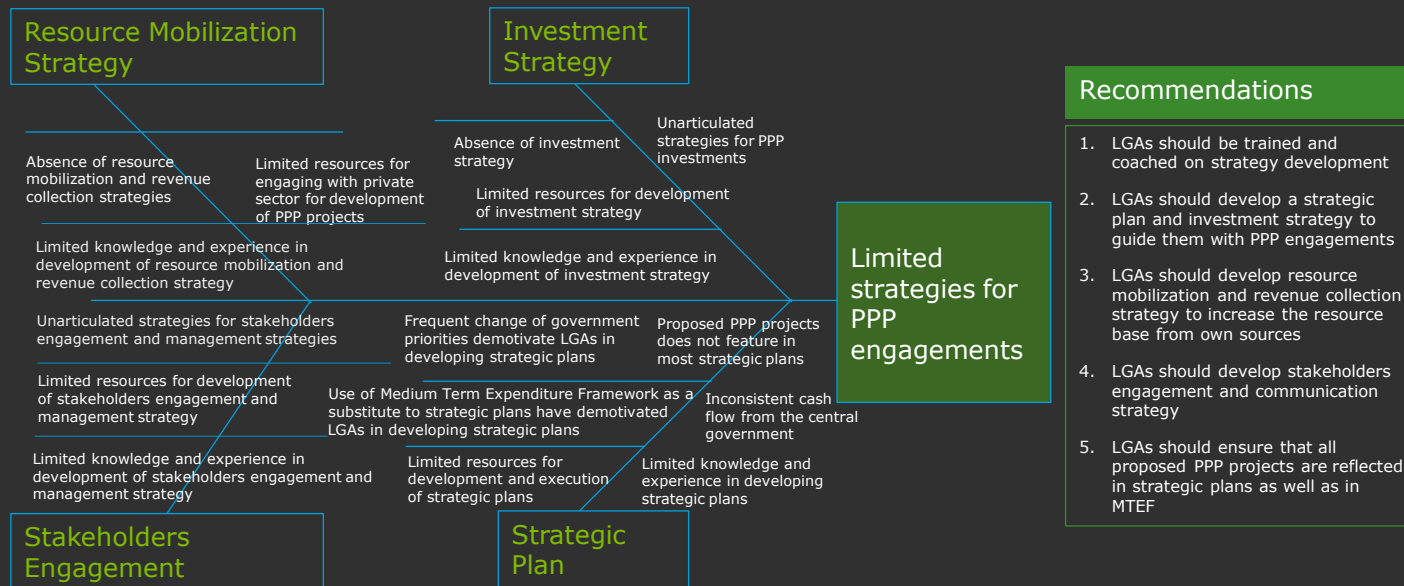 Resource Mobilization
Strategy
Investment
Strategy
Absence of resource
mobilization and revenue
collection strategies
Limited resources for
engaging with private
sector for development
of PPP projects
Limited knowledge and experience in
development of resource mobilization and
revenue collection strategy
Absence of investment
strategy
Unarticulated
strategies for PPP
investments
Limited resources for development
of investment strategy
Limited knowledge and experience in
development of investment strategy
Limited
strategies for
PPP
engagements
Unarticulated strategies for stakeholders
engagement and management strategies
Limited resources for development
of stakeholders engagement and
management strategy
Limited knowledge and experience in
development of stakeholders engagement and
management strategy
Frequent change of government
priorities demotivate LGAs in
developing strategic plans
Proposed PPP projects
does not feature in
most strategic plans
Use of Medium Term Expenditure Framework as a
substitute to strategic plans have demotivated
LGAs in developing strategic plans
Inconsistent cash
flow from the central
government
Limited resources for
development and execution
of strategic plans
Limited knowledge and
experience in developing
strategic plans
Stakeholders
Engagement
Strategic
Plan
Recommendations
1. LGAs should be trained and
coached on strategy development
2. LGAs should develop a strategic
plan and investment strategy to
guide them with PPP engagements
3. LGAs should develop resource
mobilization and revenue collection
strategy to increase the resource
base from own sources
4. LGAs should develop stakeholders
engagement and communication
strategy
5. LGAs should ensure that all
proposed PPP projects are reflected
in strategic plans as well as in
MTEF